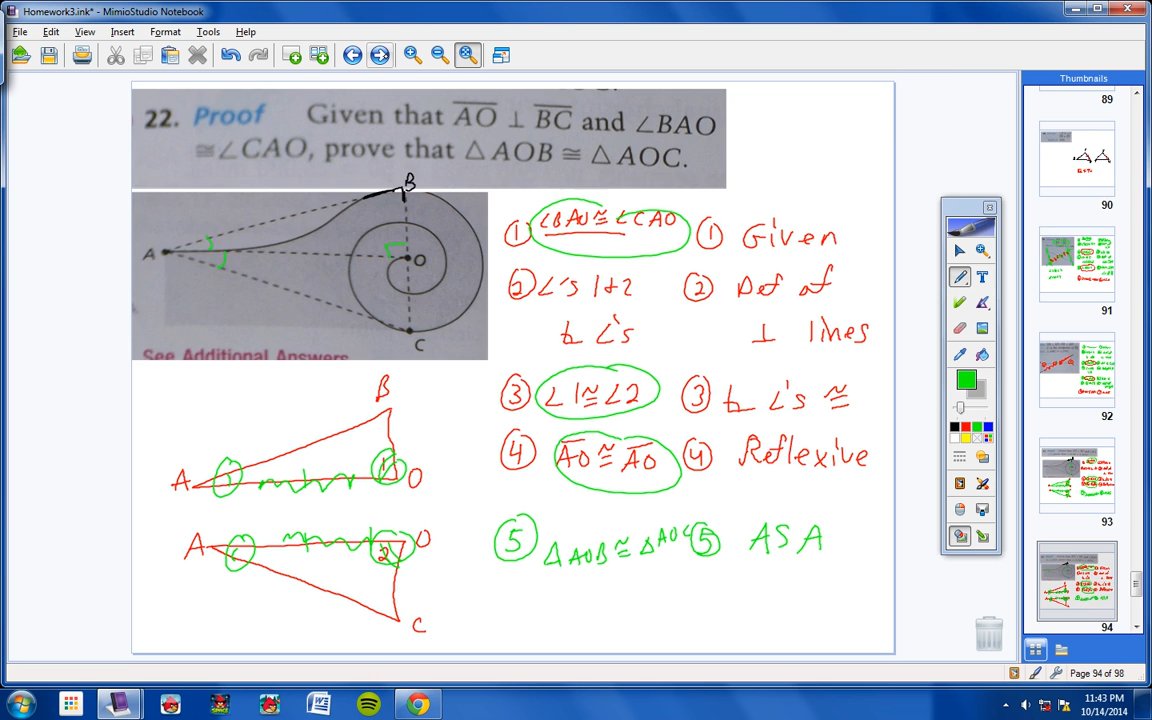 Homework3.ink* - MimioStudio Notebook
File Edit View Insert Format Tools Help
22. Proof Given that AO ⊥ BC and ∠BAO
≅∠CAO, prove that △AOB ≅ △AOC.
B
A
O
C
See Additional Answers
① ∠BAO ≅ ∠CAO ① Given
② ∠'s 1+2 ② Def of
∠'s ⊥ lines
③ ∠1≅∠2 ③ ∠'s ≅
④ AO ≅ AO ④ Reflexive
⑤ △AOB ≅ △AOC ⑤ ASA
B
A
1
O
A
2
O
C
Thumbnails
89
90
91
92
93
94
Page 94 of 98
11:43 PM
10/14/2014